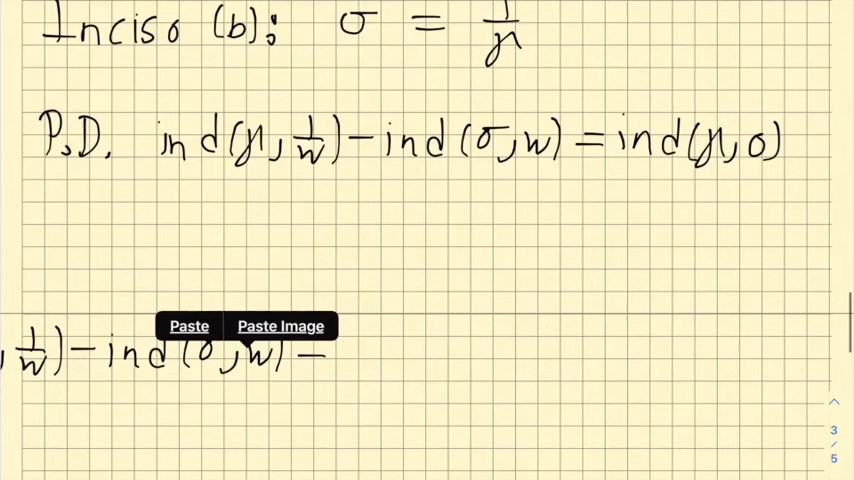 Inciso (b): σ = 1/γ
P.D. ind(γ, 1/w) - ind(σ, w) = ind(γ, 0)
Paste Paste Image
, 1/w) - ind(σ, w) -
3
/
5